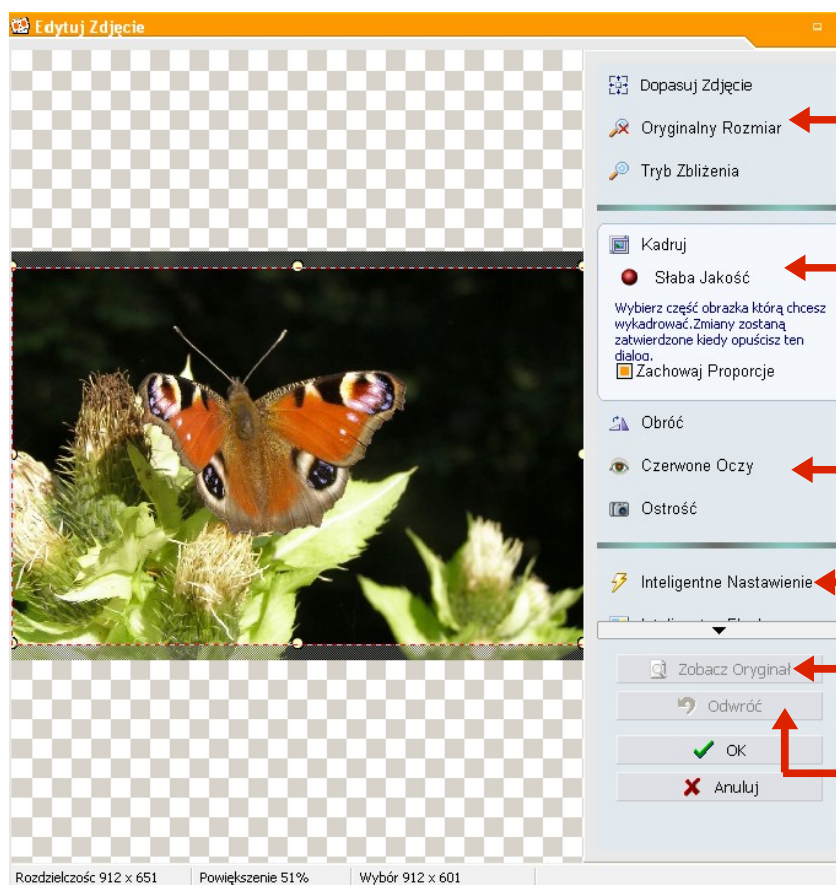 Edytuj Zdjęcie
Dopasuj Zdjęcie
Oryginalny Rozmiar
Tryb Zbliżenia
Kadruj
Słaba Jakość
Wybierz część obrazka którą chcesz
wykadrować.Zmiany zostaną
zatwierdzone kiedy opuścisz ten
dialog.
Zachowaj Proporcje
Obróć
Czerwone Oczy
Ostrość
Inteligentne Nastawienie
Zobacz Oryginał
Odwróć
OK
Anuluj
Rozdzielczośc 912 x 651 Powiększenie 51% Wybór 912 x 601